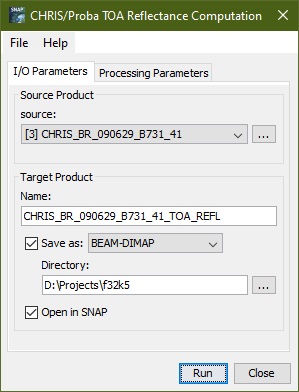 SNAP
CHRIS/Proba TOA Reflectance Computation
File Help
I/O Parameters Processing Parameters
Source Product
source:
[3] CHRIS_BR_090629_B731_41
...
Target Product
Name:
CHRIS_BR_090629_B731_41_TOA_REFL
Save as: BEAM-DIMAP
Directory:
D:\Projects\f32k5
...
Open in SNAP
Run Close